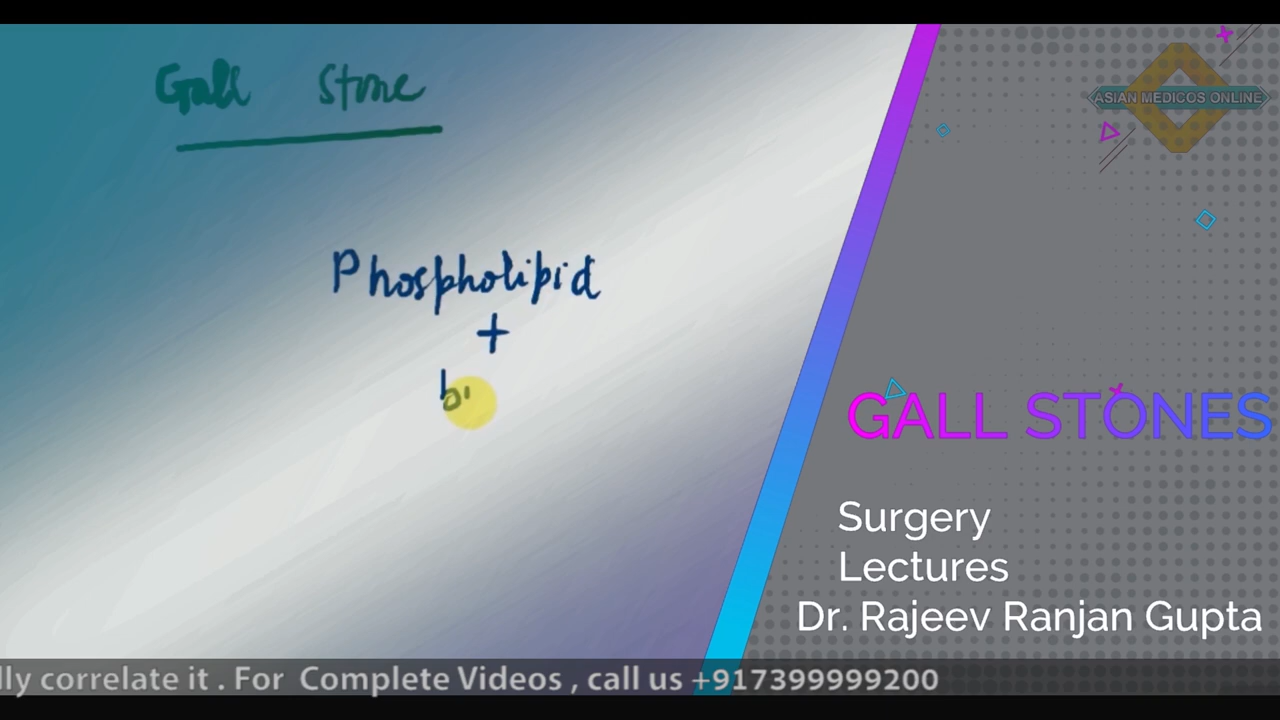 Gall Stone
Phospholipid
+
bi
ASIAN MEDICOS ONLINE
GALL STONES
Surgery
Lectures
Dr. Rajeev Ranjan Gupta
lly correlate it . For Complete Videos , call us +917399999200